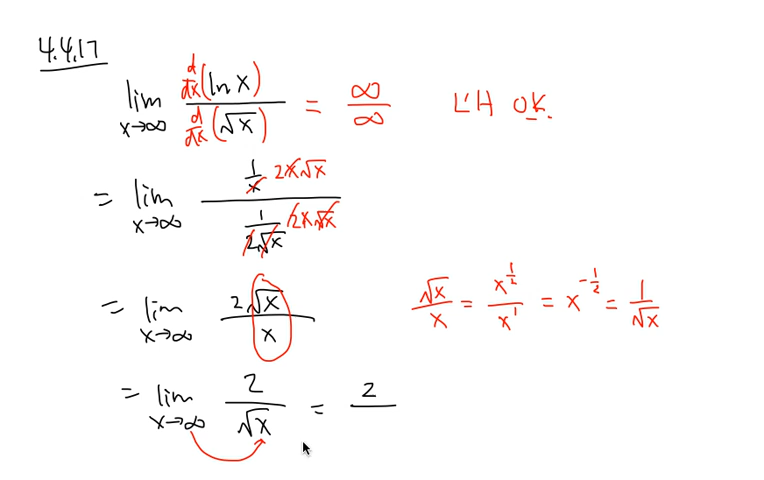 4.4.17
lim x→∞ d/dx(ln x) / d/dx(√x) = ∞/∞ L'H OK.
= lim x→∞ (1/x 2x√x) / (1/(2√x) 2x√x)
= lim x→∞ 2√x / x
√x/x = x^(1/2)/x^1 = x^(-1/2) = 1/√x
= lim x→∞ 2/√x = 2/